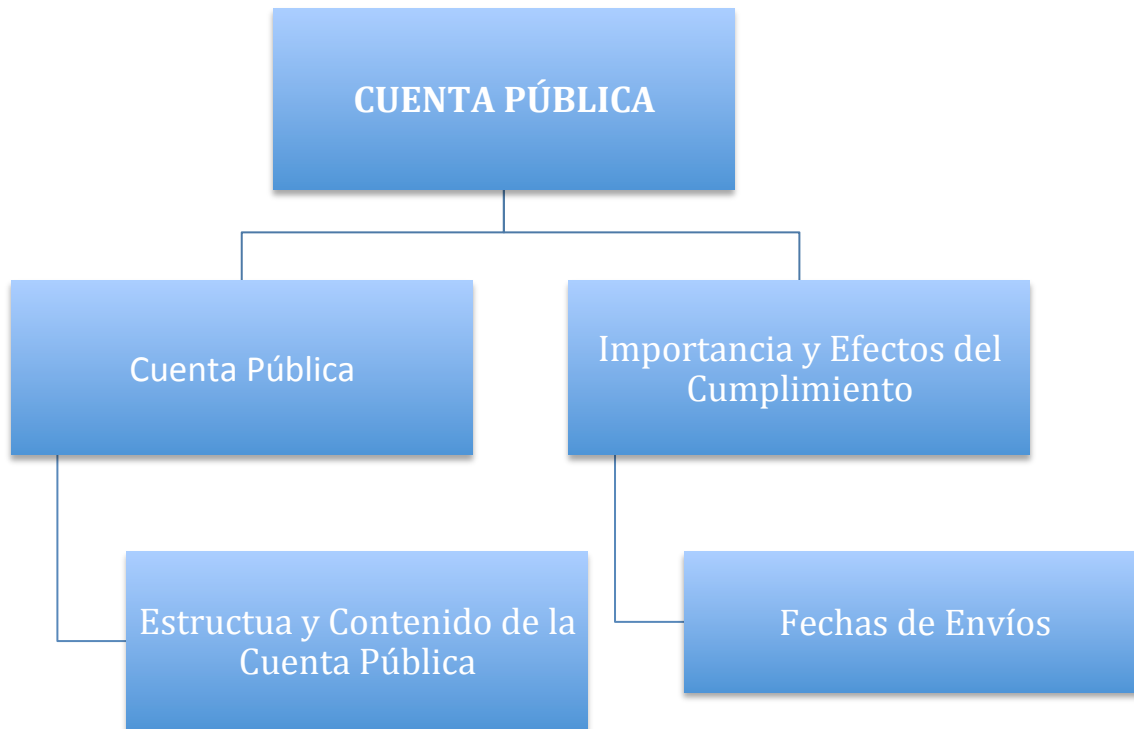 CUENTA PÚBLICA
Cuenta Pública
Importancia y Efectos del
Cumplimiento
Estructua y Contenido de la
Cuenta Pública
Fechas de Envíos